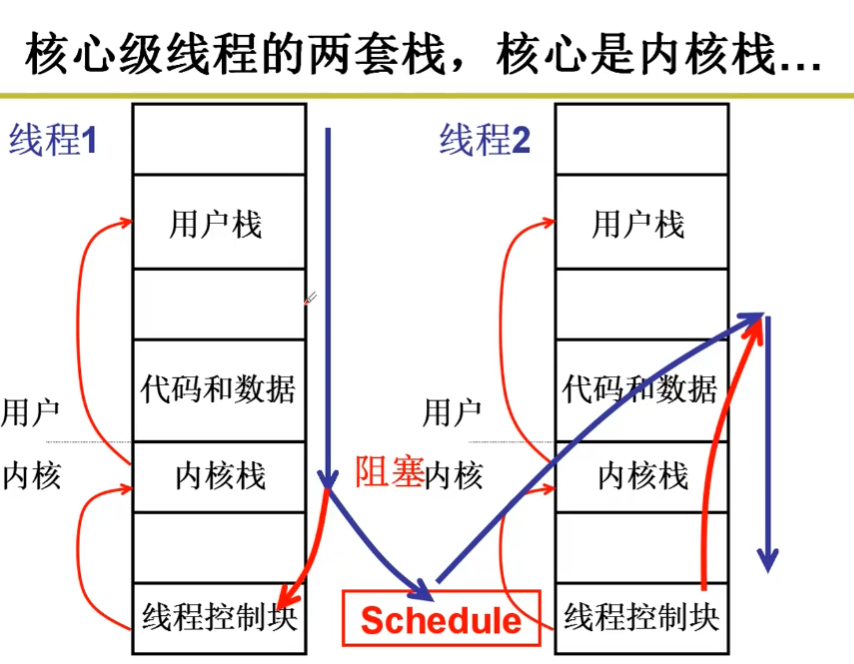 核心级线程的两套栈，核心是内核栈…
线程1
用户栈
代码和数据
用户
内核
内核栈
线程控制块
阻塞
Schedule
线程2
用户栈
代码和数据
用户
内核
内核栈
线程控制块